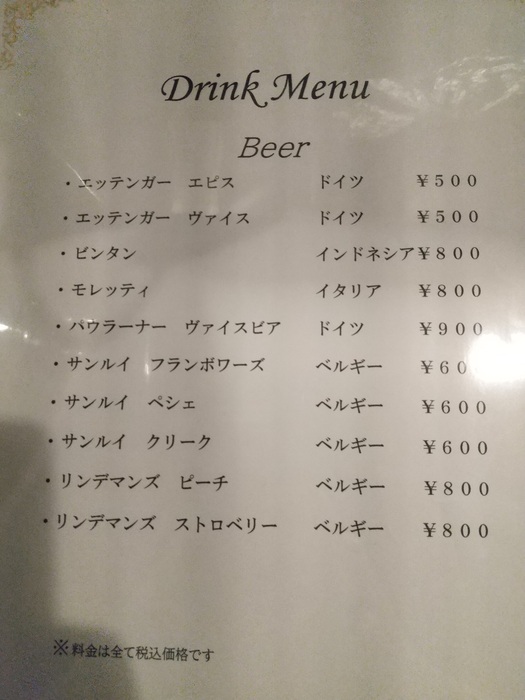 Drink Menu
Beer
・エッテンガー　エピス　ドイツ　￥５００
・エッテンガー　ヴァイス　ドイツ　￥５００
・ビンタン　インドネシア￥８００
・モレッティ　イタリア　￥８００
・パウラーナー　ヴァイスビア　ドイツ　￥９００
・サンルイ　フランボワーズ　ベルギー　￥６０
・サンルイ　ペシェ　ベルギー　￥６００
・サンルイ　クリーク　ベルギー　￥６００
・リンデマンズ　ピーチ　ベルギー　￥８００
・リンデマンズ　ストロベリー　ベルギー　￥８００
※料金は全て税込価格です